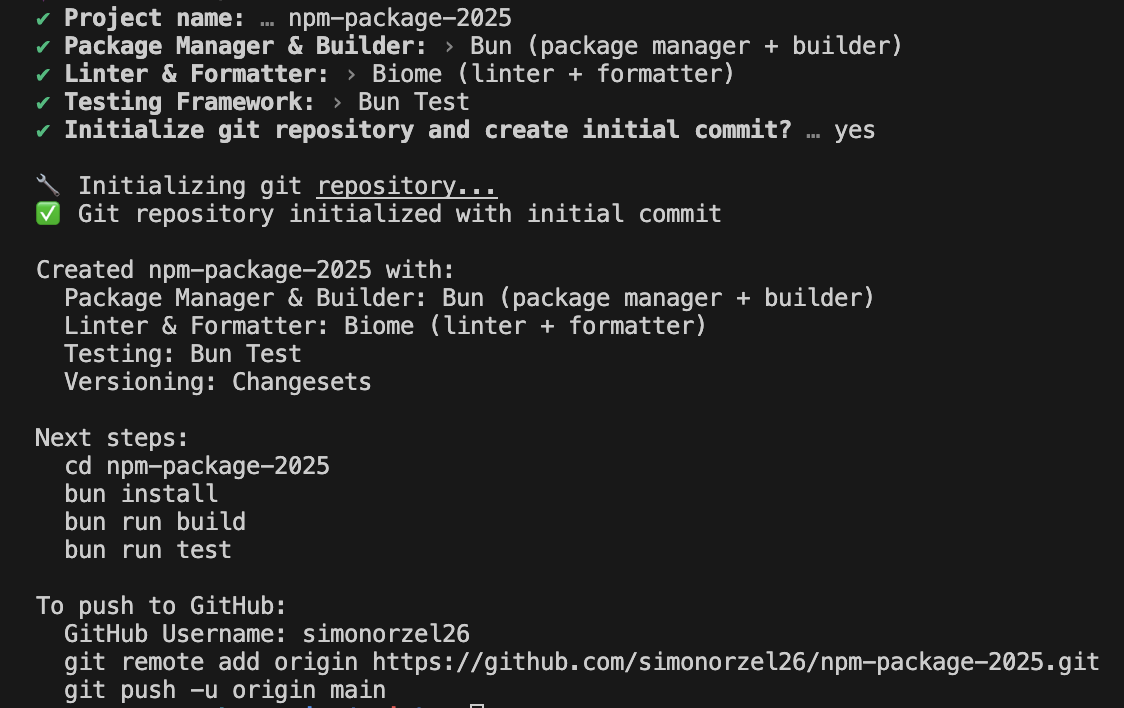 ✔ Project name: … npm-package-2025
✔ Package Manager & Builder: › Bun (package manager + builder)
✔ Linter & Formatter: › Biome (linter + formatter)
✔ Testing Framework: › Bun Test
✔ Initialize git repository and create initial commit? … yes
🔧 Initializing git repository...
✅ Git repository initialized with initial commit
Created npm-package-2025 with:
Package Manager & Builder: Bun (package manager + builder)
Linter & Formatter: Biome (linter + formatter)
Testing: Bun Test
Versioning: Changesets
Next steps:
cd npm-package-2025
bun install
bun run build
bun run test
To push to GitHub:
GitHub Username: simonorzel26
git remote add origin https://github.com/simonorzel26/npm-package-2025.git
git push -u origin main